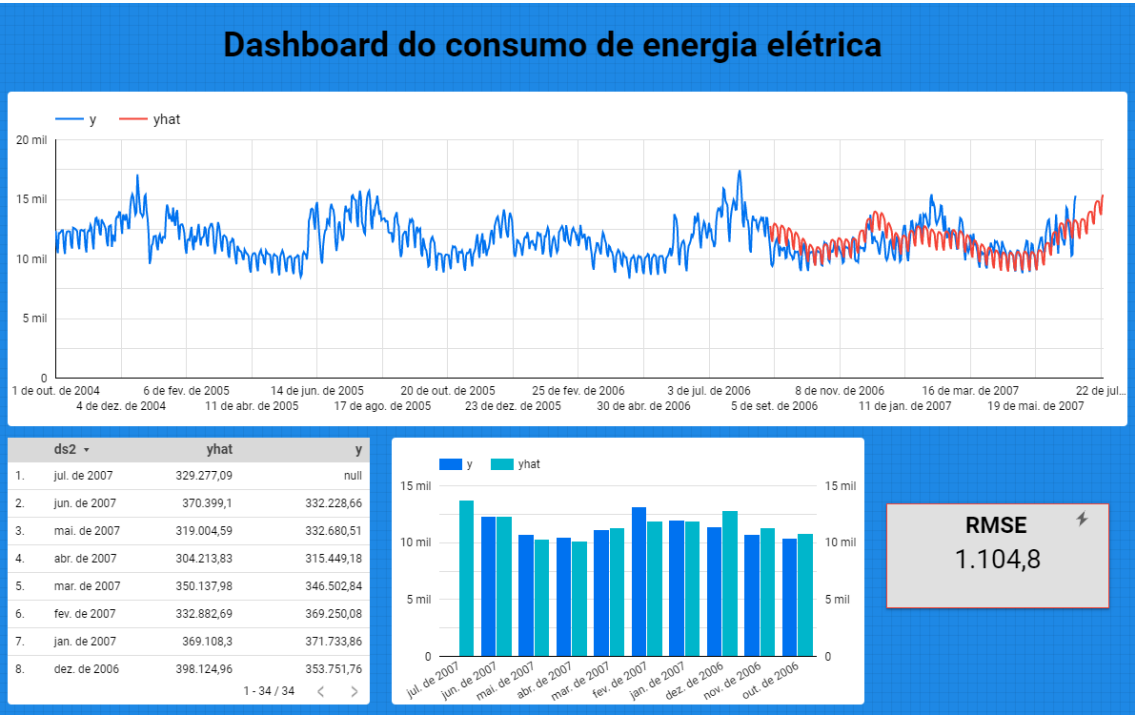 Dashboard do consumo de energia elétrica
y yhat
20 mil
15 mil
10 mil
5 mil
0
1 de out. de 2004 6 de fev. de 2005 14 de jun. de 2005 20 de out. de 2005 25 de fev. de 2006 3 de jul. de 2006 8 de nov. de 2006 16 de mar. de 2007 22 de jul...
4 de dez. de 2004 11 de abr. de 2005 17 de ago. de 2005 23 de dez. de 2005 30 de abr. de 2006 5 de set. de 2006 11 de jan. de 2007 19 de mai. de 2007
ds2 yhat y
1. jul. de 2007 329.277,09 null
2. jun. de 2007 370.399,1 332.228,66
3. mai. de 2007 319.004,59 332.680,51
4. abr. de 2007 304.213,83 315.449,18
5. mar. de 2007 350.137,98 346.502,84
6. fev. de 2007 332.882,69 369.250,08
7. jan. de 2007 369.108,3 371.733,86
8. dez. de 2006 398.124,96 353.751,76
1 - 34 / 34 < >
y yhat
15 mil 15 mil
10 mil 10 mil
5 mil 5 mil
0 0
jul. de 2007 jun. de 2007 mai. de 2007 abr. de 2007 mar. de 2007 fev. de 2007 jan. de 2007 dez. de 2006 nov. de 2006 out. de 2006
RMSE
1.104,8